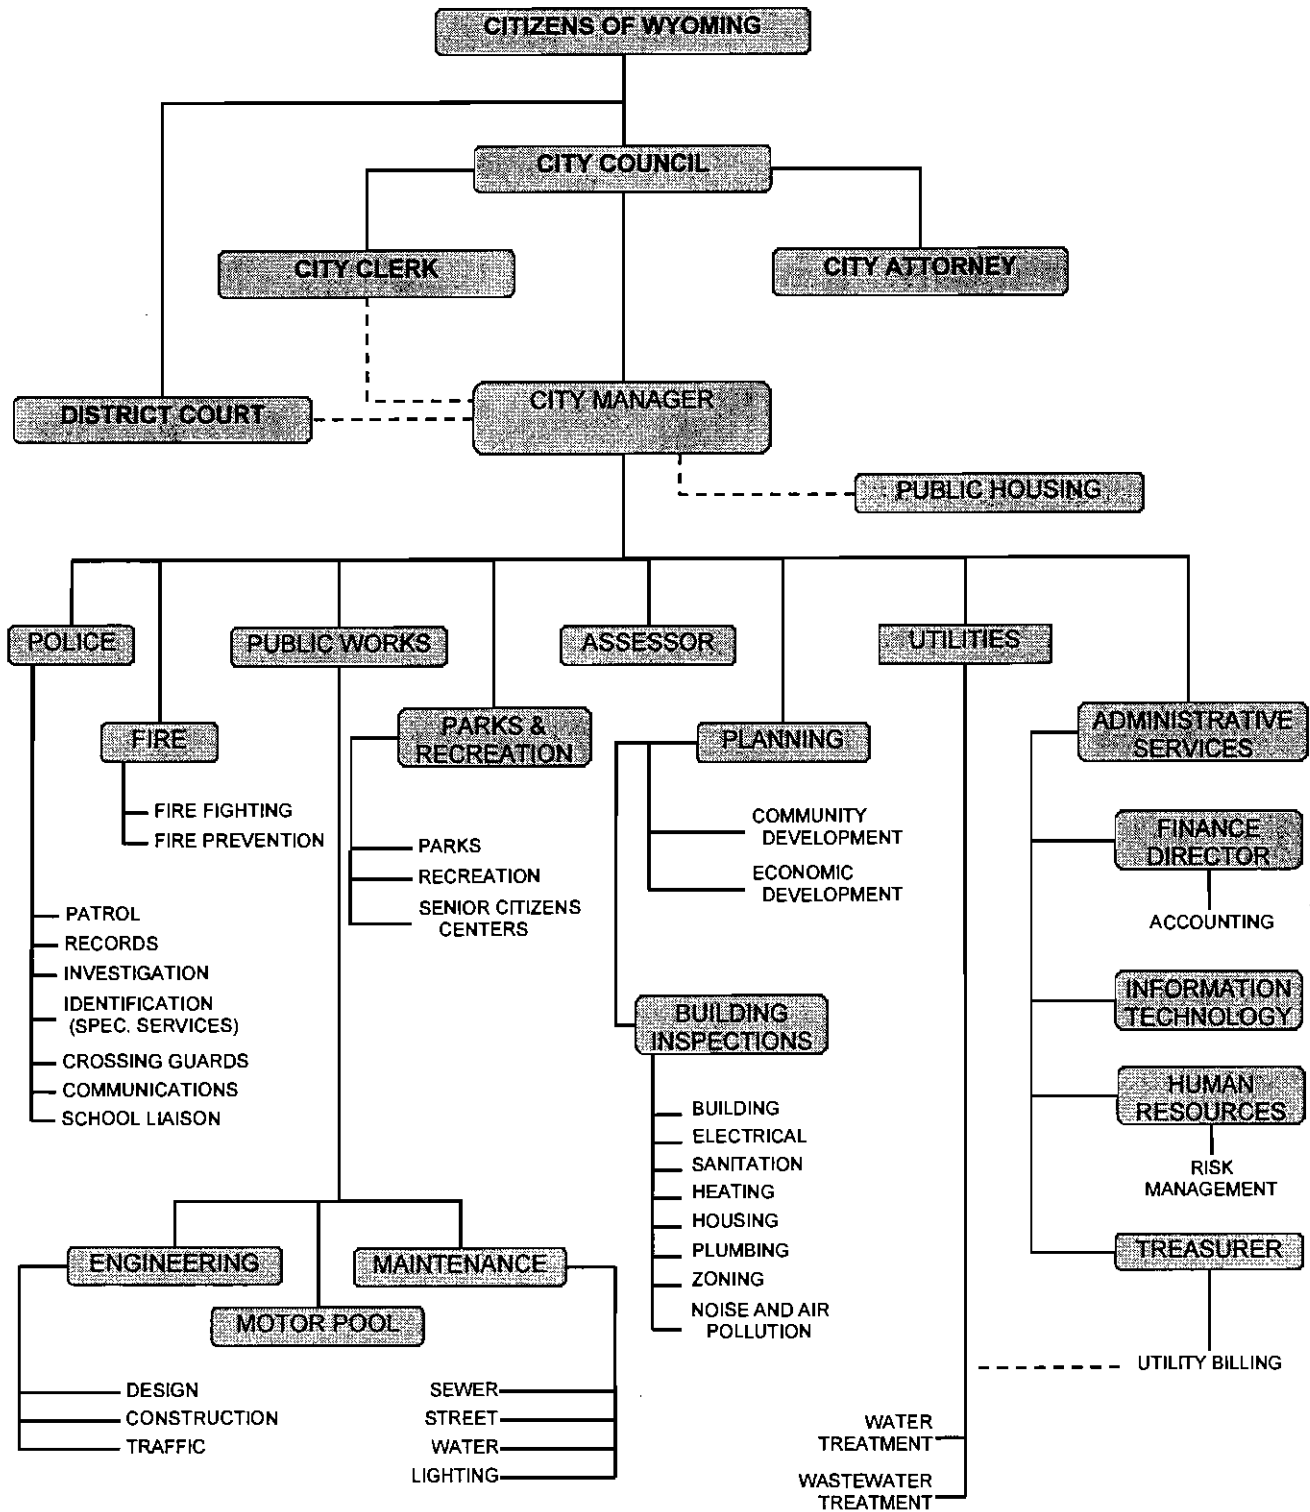 CITIZENS OF WYOMING
CITY COUNCIL
CITY CLERK
CITY ATTORNEY
CITY MANAGER
DISTRICT COURT
PUBLIC HOUSING
POLICE
PUBLIC WORKS
ASSESSOR
UTILITIES
FIRE
PARKS &
RECREATION
PLANNING
ADMINISTRATIVE
SERVICES
FIRE FIGHTING
FIRE PREVENTION
PARKS
RECREATION
SENIOR CITIZENS
CENTERS
COMMUNITY
DEVELOPMENT
ECONOMIC
DEVELOPMENT
FINANCE
DIRECTOR
ACCOUNTING
PATROL
RECORDS
INVESTIGATION
IDENTIFICATION
(SPEC. SERVICES)
CROSSING GUARDS
COMMUNICATIONS
SCHOOL LIAISON
BUILDING
INSPECTIONS
INFORMATION
TECHNOLOGY
HUMAN
RESOURCES
RISK
MANAGEMENT
BUILDING
ELECTRICAL
SANITATION
HEATING
HOUSING
PLUMBING
ZONING
NOISE AND AIR
POLLUTION
ENGINEERING
MAINTENANCE
MOTOR POOL
TREASURER
UTILITY BILLING
DESIGN
CONSTRUCTION
TRAFFIC
SEWER
STREET
WATER
LIGHTING
WATER
TREATMENT
WASTEWATER
TREATMENT